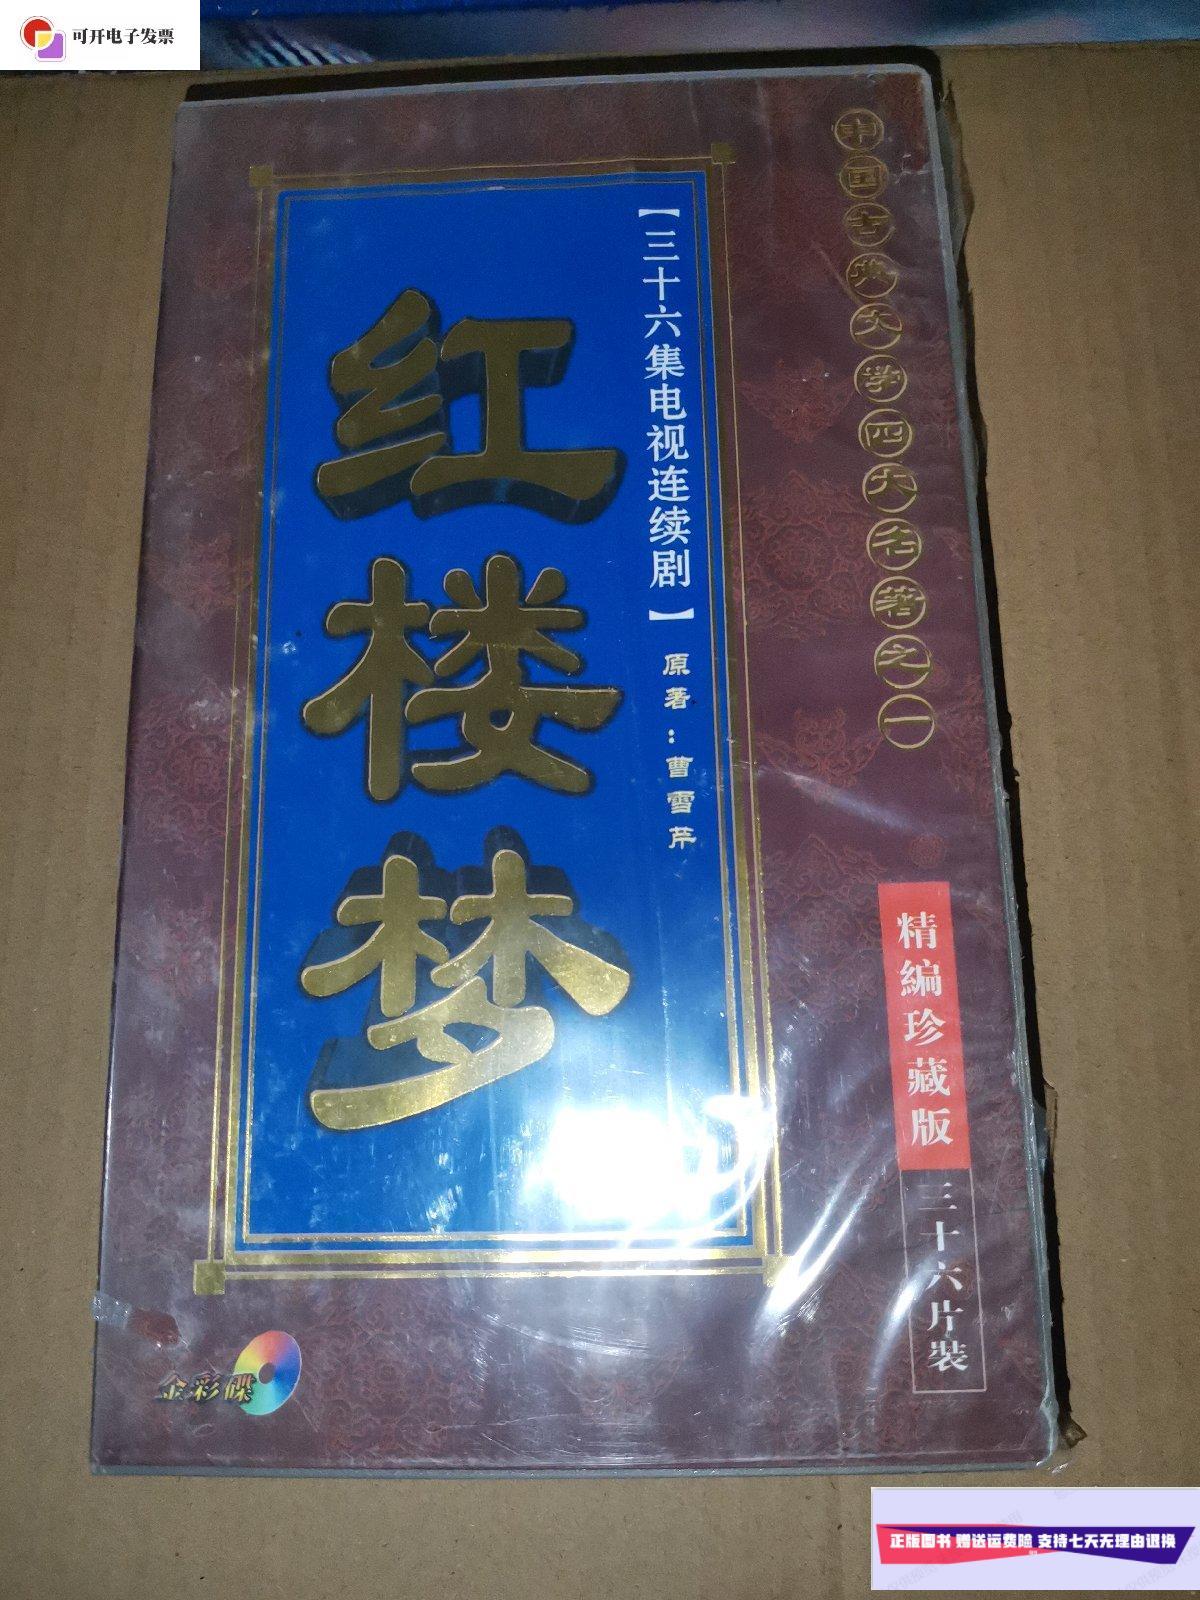 可开电子发票
中国古典文学四大名著之一
【三十六集电视连续剧】
原著：曹雪芹
红楼梦
精編珍藏版
三十六片裝
金彩碟
正版图书 赠送运费险 支持七天无理由退换